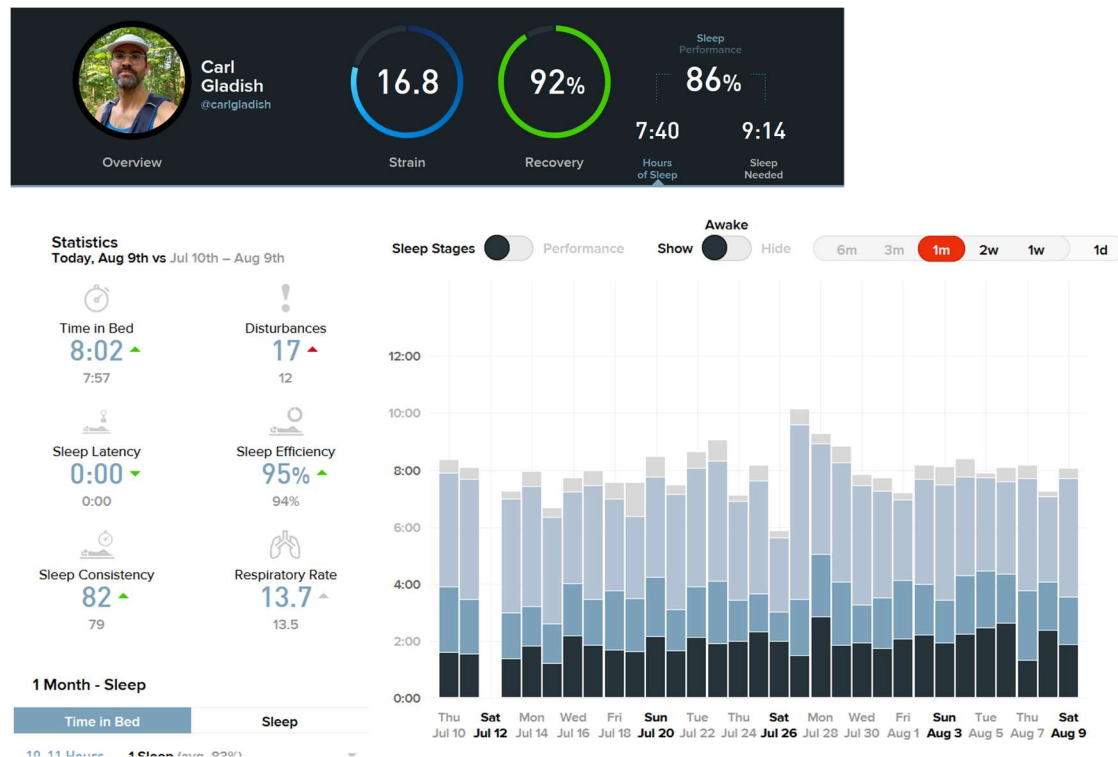 Carl
Gladish
@carlgladish
Overview
16.8
Strain
92%
Recovery
Sleep
Performance
86%
7:40
9:14
Hours
of Sleep
Sleep
Needed
Statistics
Today, Aug 9th vs Jul 10th – Aug 9th
Time in Bed
8:02
7:57
Disturbances
17
12
Sleep Latency
0:00
0:00
Sleep Efficiency
95%
94%
Sleep Consistency
82
79
Respiratory Rate
13.7
13.5
1 Month - Sleep
Time in Bed
Sleep
10-11 Hours
1 Sleep (avg. 83%)
Sleep Stages
Performance
Awake
Show
Hide
6m
3m
1m
2w
1w
1d
12:00
10:00
8:00
6:00
4:00
2:00
0:00
Thu
Jul 10
Sat
Jul 12
Mon
Jul 14
Wed
Jul 16
Fri
Jul 18
Sun
Jul 20
Tue
Jul 22
Thu
Jul 24
Sat
Jul 26
Mon
Jul 28
Wed
Jul 30
Fri
Aug 1
Sun
Aug 3
Tue
Aug 5
Thu
Aug 7
Sat
Aug 9